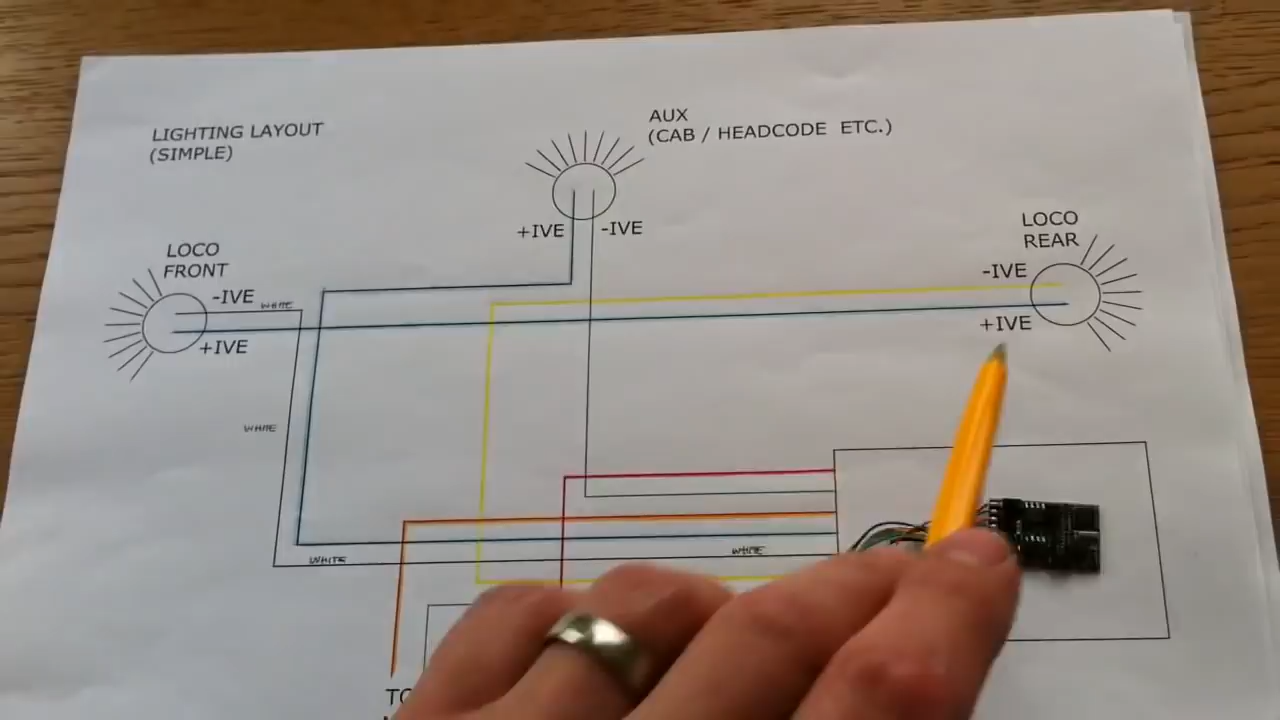 LIGHTING LAYOUT
(SIMPLE)
AUX
(CAB / HEADCODE ETC.)
+IVE
-IVE
LOCO
FRONT
-IVE
WHITE
+IVE
LOCO
REAR
-IVE
+IVE
WHITE
WHITE
WHITE